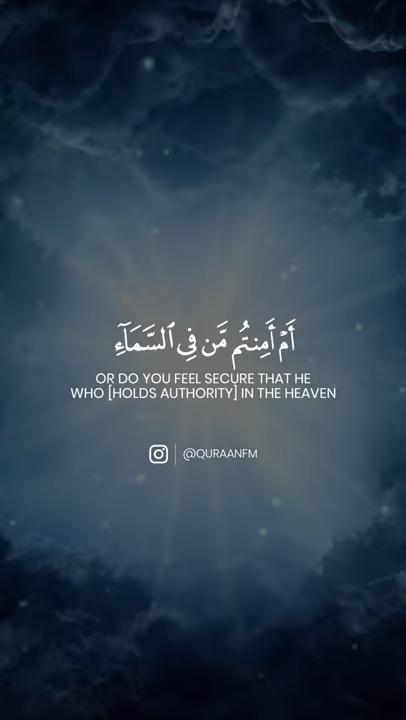 أَمْ أَمِنتُم مَّن فِي ٱلسَّمَآءِ
OR DO YOU FEEL SECURE THAT HE
WHO [HOLDS AUTHORITY] IN THE HEAVEN
@QURAANFM